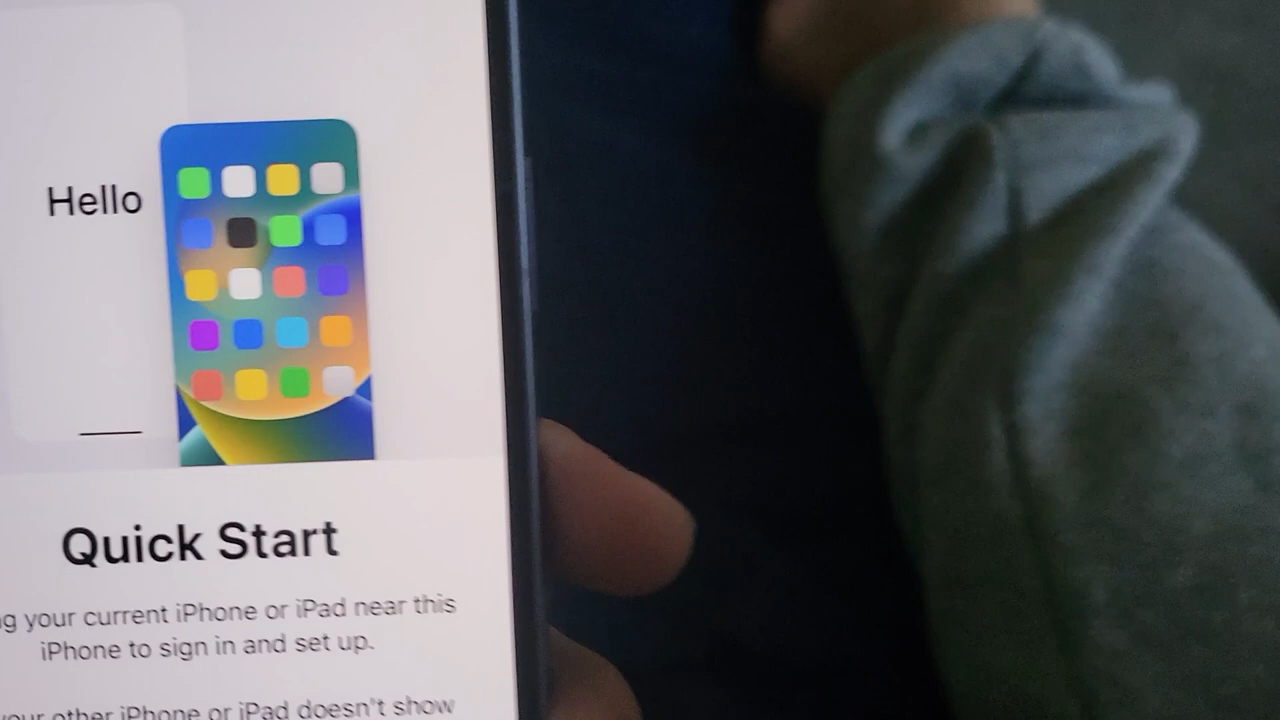 Hello
Quick Start
your current iPhone or iPad near this
iPhone to sign in and set up.
your other iPhone or iPad doesn't show